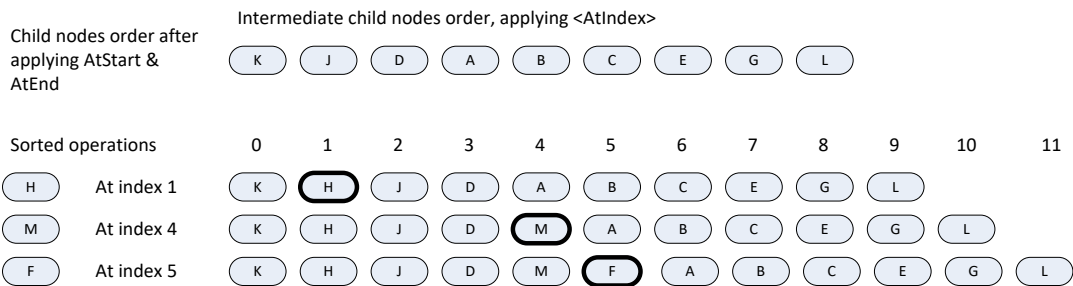 Intermediate child nodes order, applying <AtIndex>
Child nodes order after
applying AtStart &
AtEnd
K J D A B C E G L
Sorted operations 0 1 2 3 4 5 6 7 8 9 10 11
H At index 1 K H J D A B C E G L
M At index 4 K H J D M A B C E G L
F At index 5 K H J D M F A B C E G L